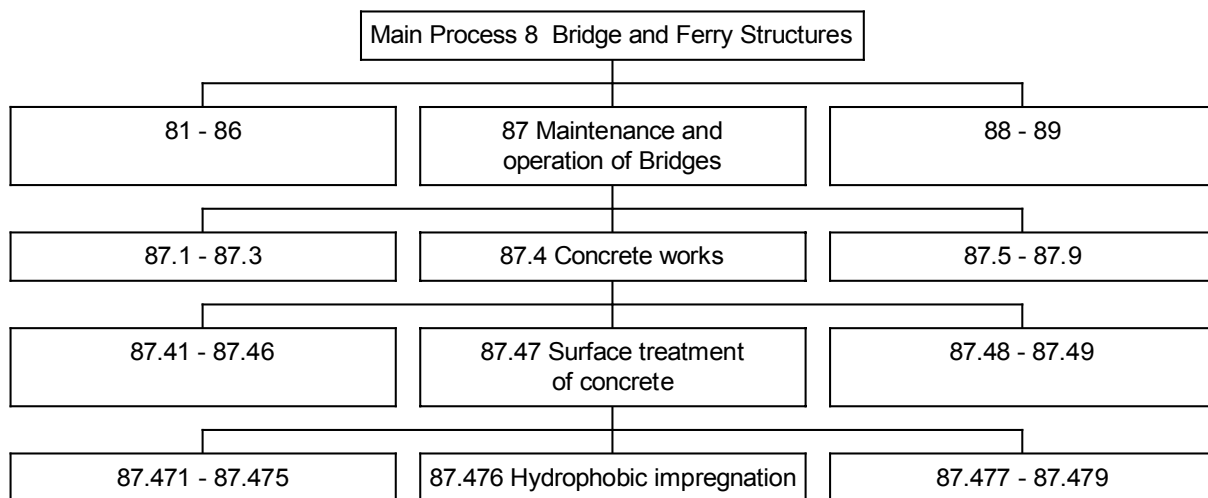 Main Process 8 Bridge and Ferry Structures
81 - 86
87 Maintenance and
operation of Bridges
88 - 89
87.1 - 87.3
87.4 Concrete works
87.5 - 87.9
87.41 - 87.46
87.47 Surface treatment
of concrete
87.48 - 87.49
87.471 - 87.475
87.476 Hydrophobic impregnation
87.477 - 87.479